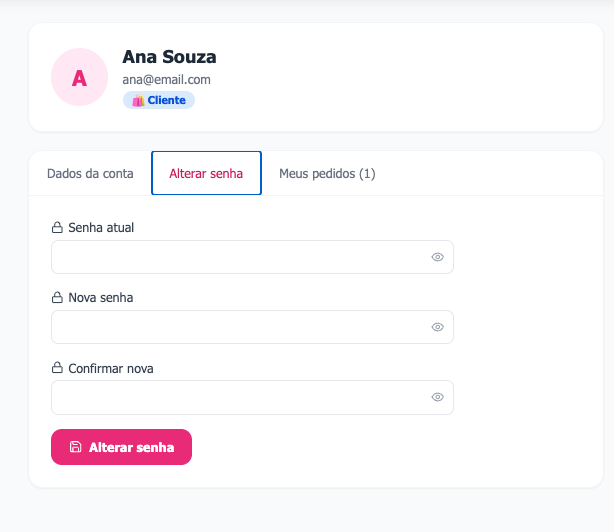 A
Ana Souza
ana@email.com
Cliente
Dados da conta
Alterar senha
Meus pedidos (1)
Senha atual
Nova senha
Confirmar nova
Alterar senha